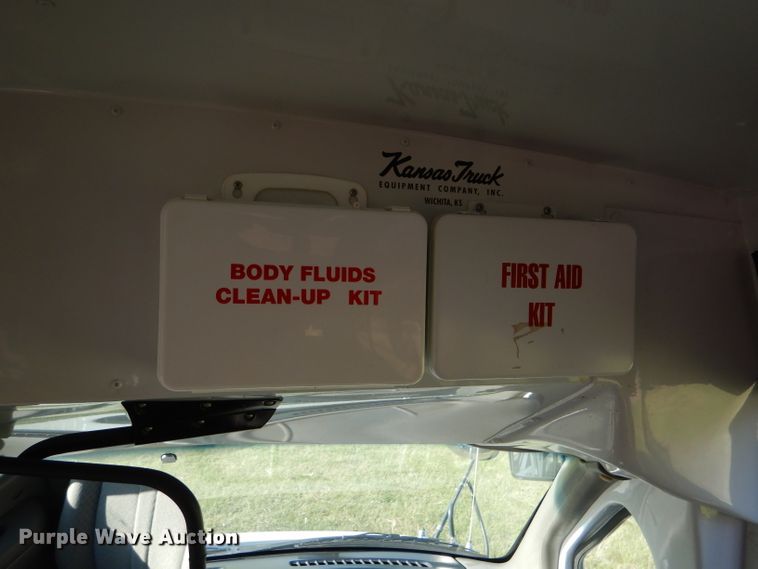 Kansas Truck
EQUIPMENT COMPANY, INC.
WICHITA, KS
BODY FLUIDS
CLEAN-UP KIT
FIRST AID
KIT
Purple Wave Auction